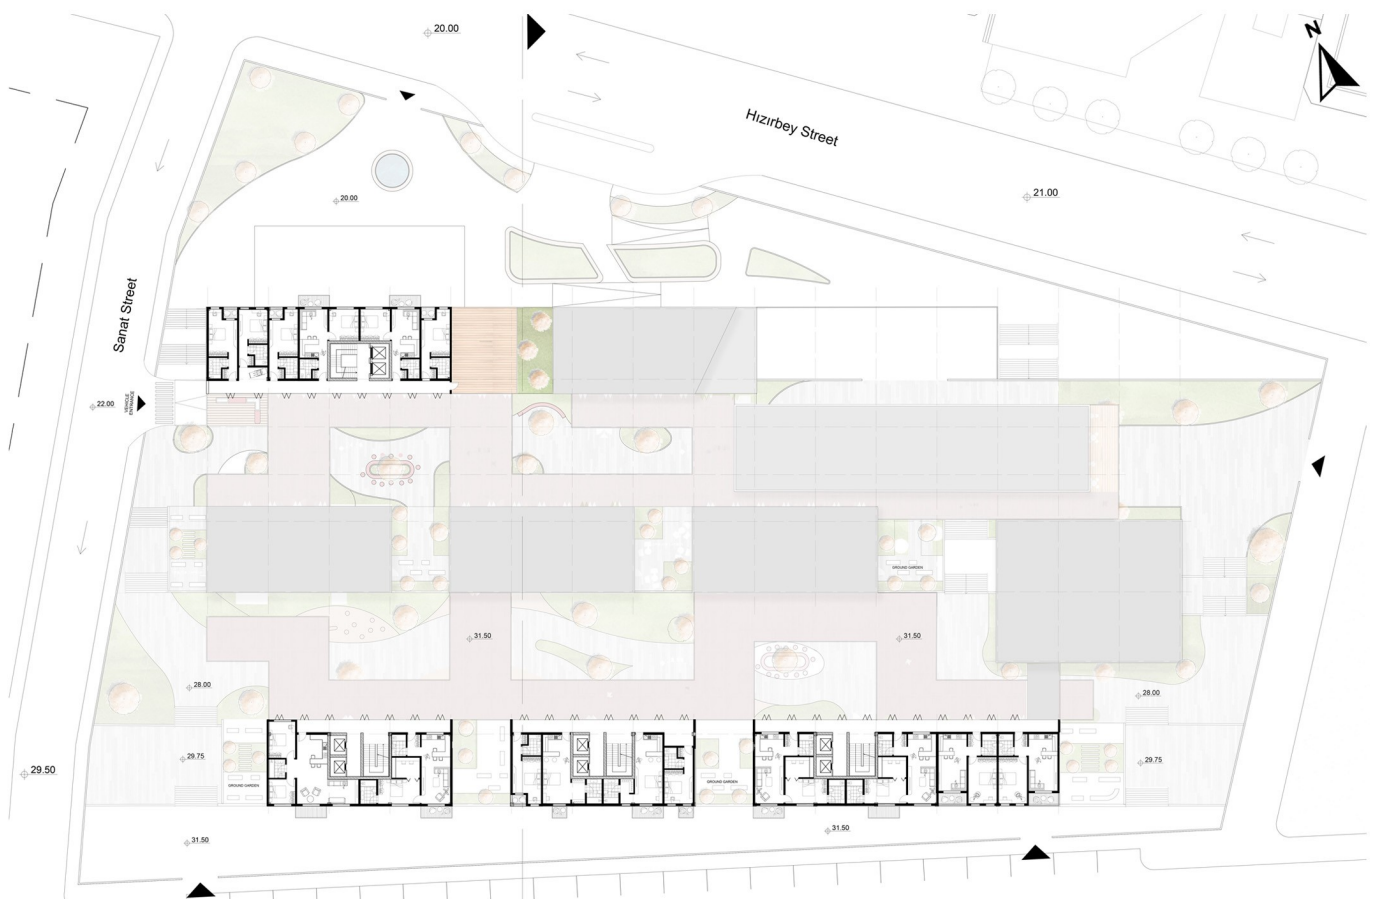 20.00
N
Hızırbey Street
21.00
20.00
Sanat Street
22.00
VEHICLE
ENTRANCE
GROUND GARDEN
31.50
31.50
28.00
28.00
29.75
29.75
29.50
GROUND GARDEN
GROUND GARDEN
31.50
31.50